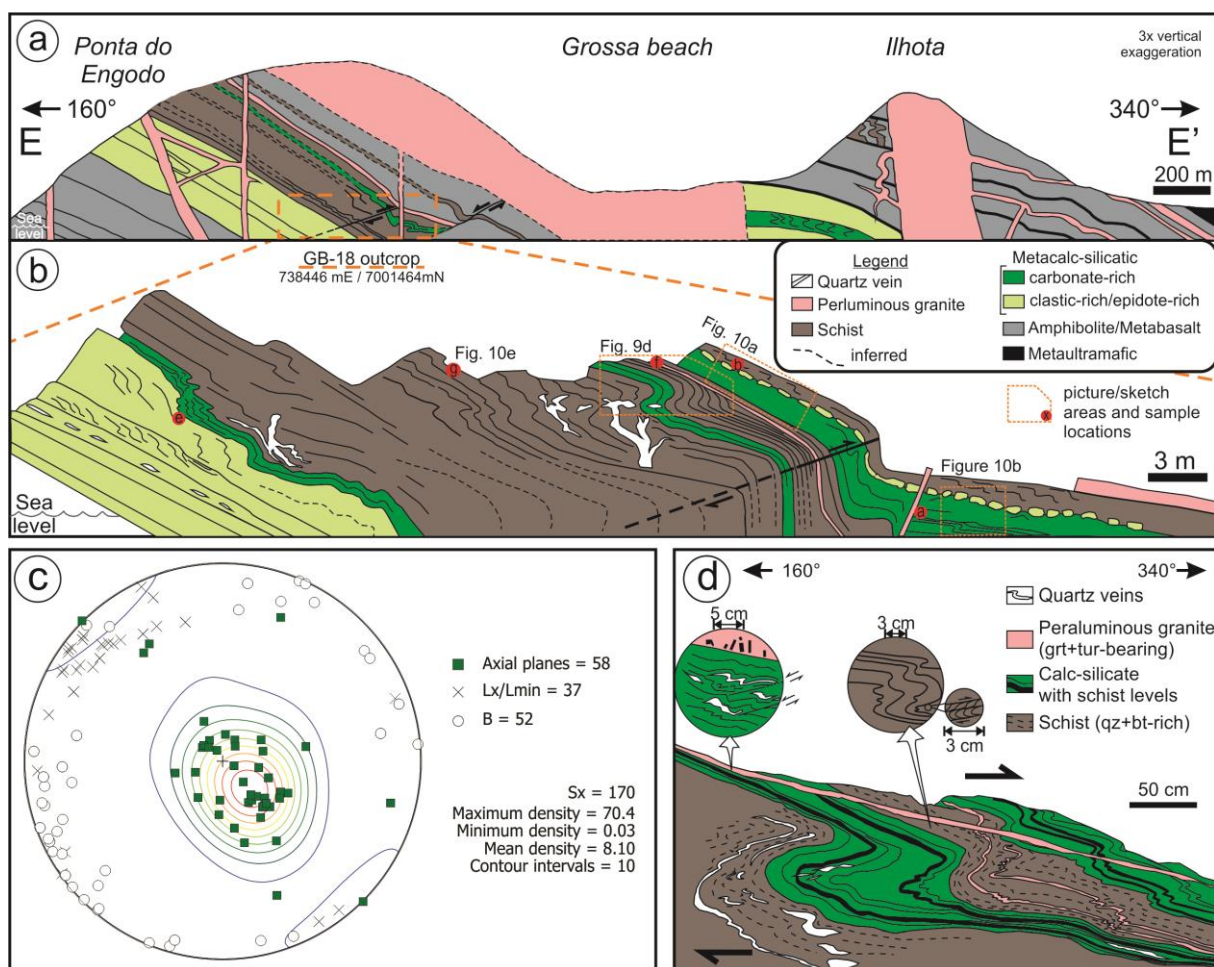 a
Ponta do
Engodo
Grossa beach
Ilhota
3x vertical
exaggeration
160°
340°
E
E'
200 m
Sea
level
b
GB-18 outcrop
738446 mE / 7001464mN
Legend
Quartz vein
Perluminous granite
Schist
inferred
Metacalc-silicatic
carbonate-rich
clastic-rich/epidote-rich
Amphibolite/Metabasalt
Metaultramafic
picture/sketch
areas and sample
locations
x
Fig. 10e
g
Fig. 9d
f
Fig. 10a
b
e
Figure 10b
a
3 m
Sea
level
c
Axial planes = 58
Lx/Lmin = 37
B = 52
Sx = 170
Maximum density = 70.4
Minimum density = 0.03
Mean density = 8.10
Contour intervals = 10
d
160°
340°
5 cm
3 cm
3 cm
Quartz veins
Peraluminous granite
(grt+tur-bearing)
Calc-silicate
with schist levels
Schist (qz+bt-rich)
50 cm